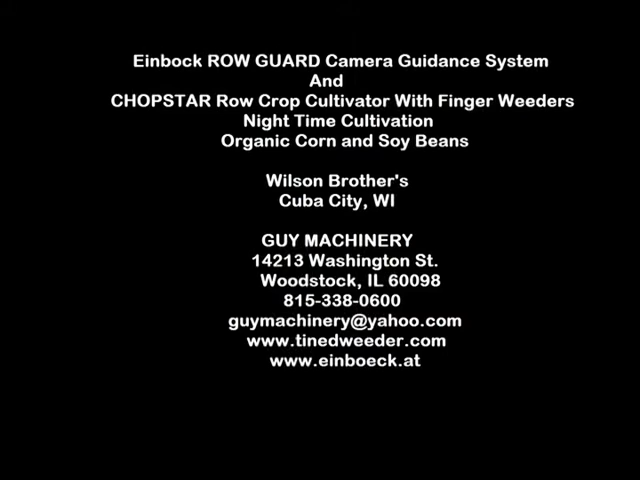 Einbock ROW GUARD Camera Guidance System
And
CHOPSTAR Row Crop Cultivator With Finger Weeders
Night Time Cultivation
Organic Corn and Soy Beans
Wilson Brother's
Cuba City, WI
GUY MACHINERY
14213 Washington St.
Woodstock, IL 60098
815-338-0600
guymachinery@yahoo.com
www.tinedweeder.com
www.einboeck.at